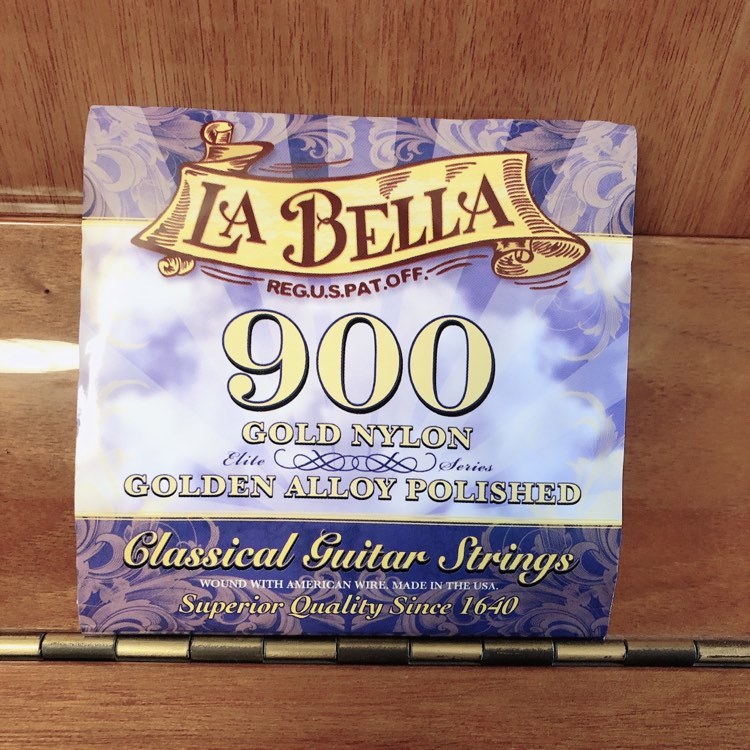 LA BELLA
REG.U.S.PAT.OFF.
900
GOLD NYLON
Elite Series
GOLDEN ALLOY POLISHED
Classical Guitar Strings
WOUND WITH AMERICAN WIRE. MADE IN THE USA.
Superior Quality Since 1640